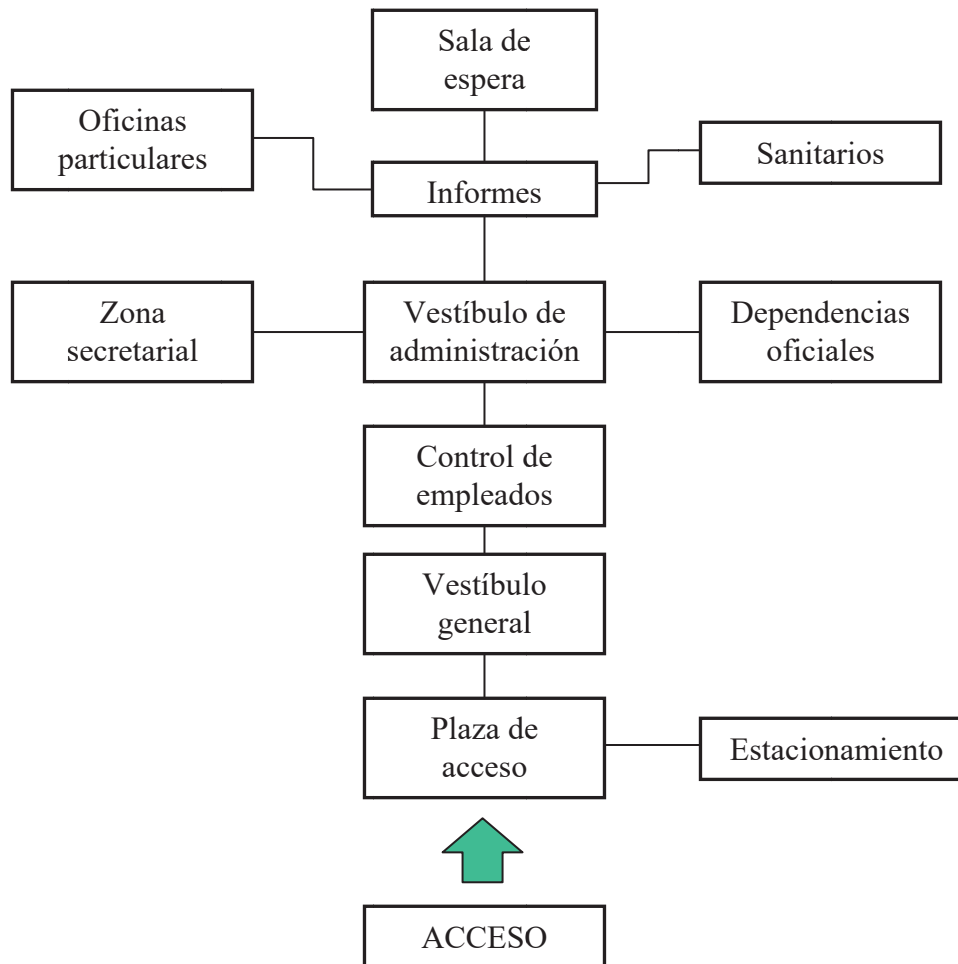 Sala de
espera
Oficinas
particulares
Sanitarios
Informes
Zona
secretarial
Vestíbulo de
administración
Dependencias
oficiales
Control de
empleados
Vestíbulo
general
Plaza de
acceso
Estacionamiento
ACCESO